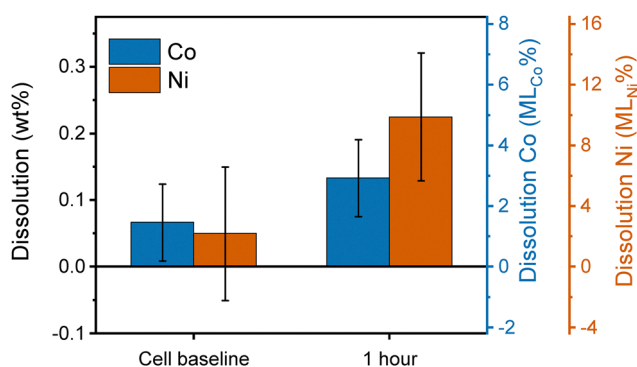 Dissolution (wt%)
0.3
0.2
0.1
0.0
-0.1
Co
Ni
Cell baseline
1 hour
8
6
4
2
0
-2
Dissolution Co (MLCo%)
16
12
8
4
0
-4
Dissolution Ni (MLNi%)